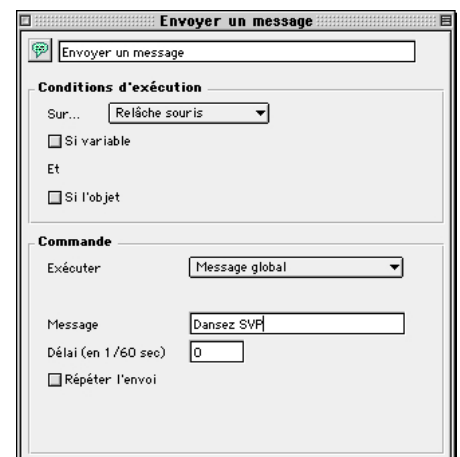 Envoyer un message
Envoyer un message
Conditions d'exécution
Sur... Relâche souris
Si variable
Et
Si l'objet
Commande
Exécuter Message global
Message Dansez SVP
Délai (en 1/60 sec) 0
Répéter l'envoi